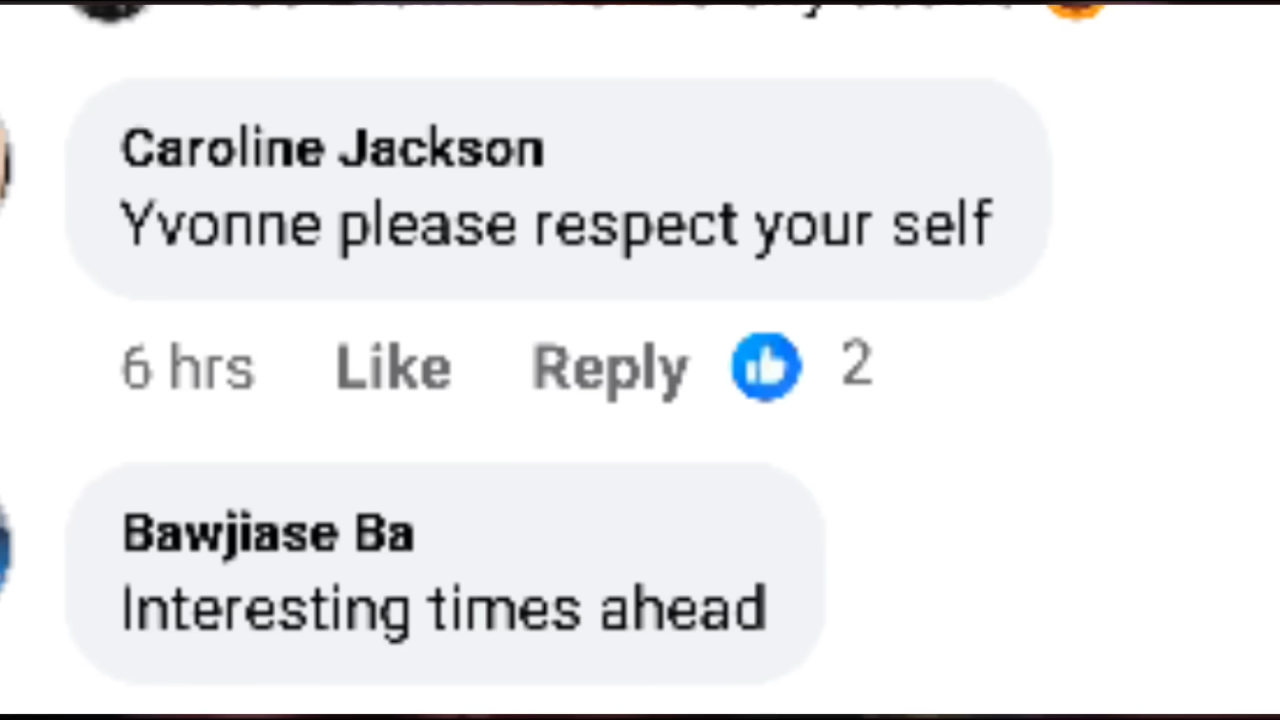 Caroline Jackson
Yvonne please respect your self
6 hrs Like Reply 2
Bawjiase Ba
Interesting times ahead